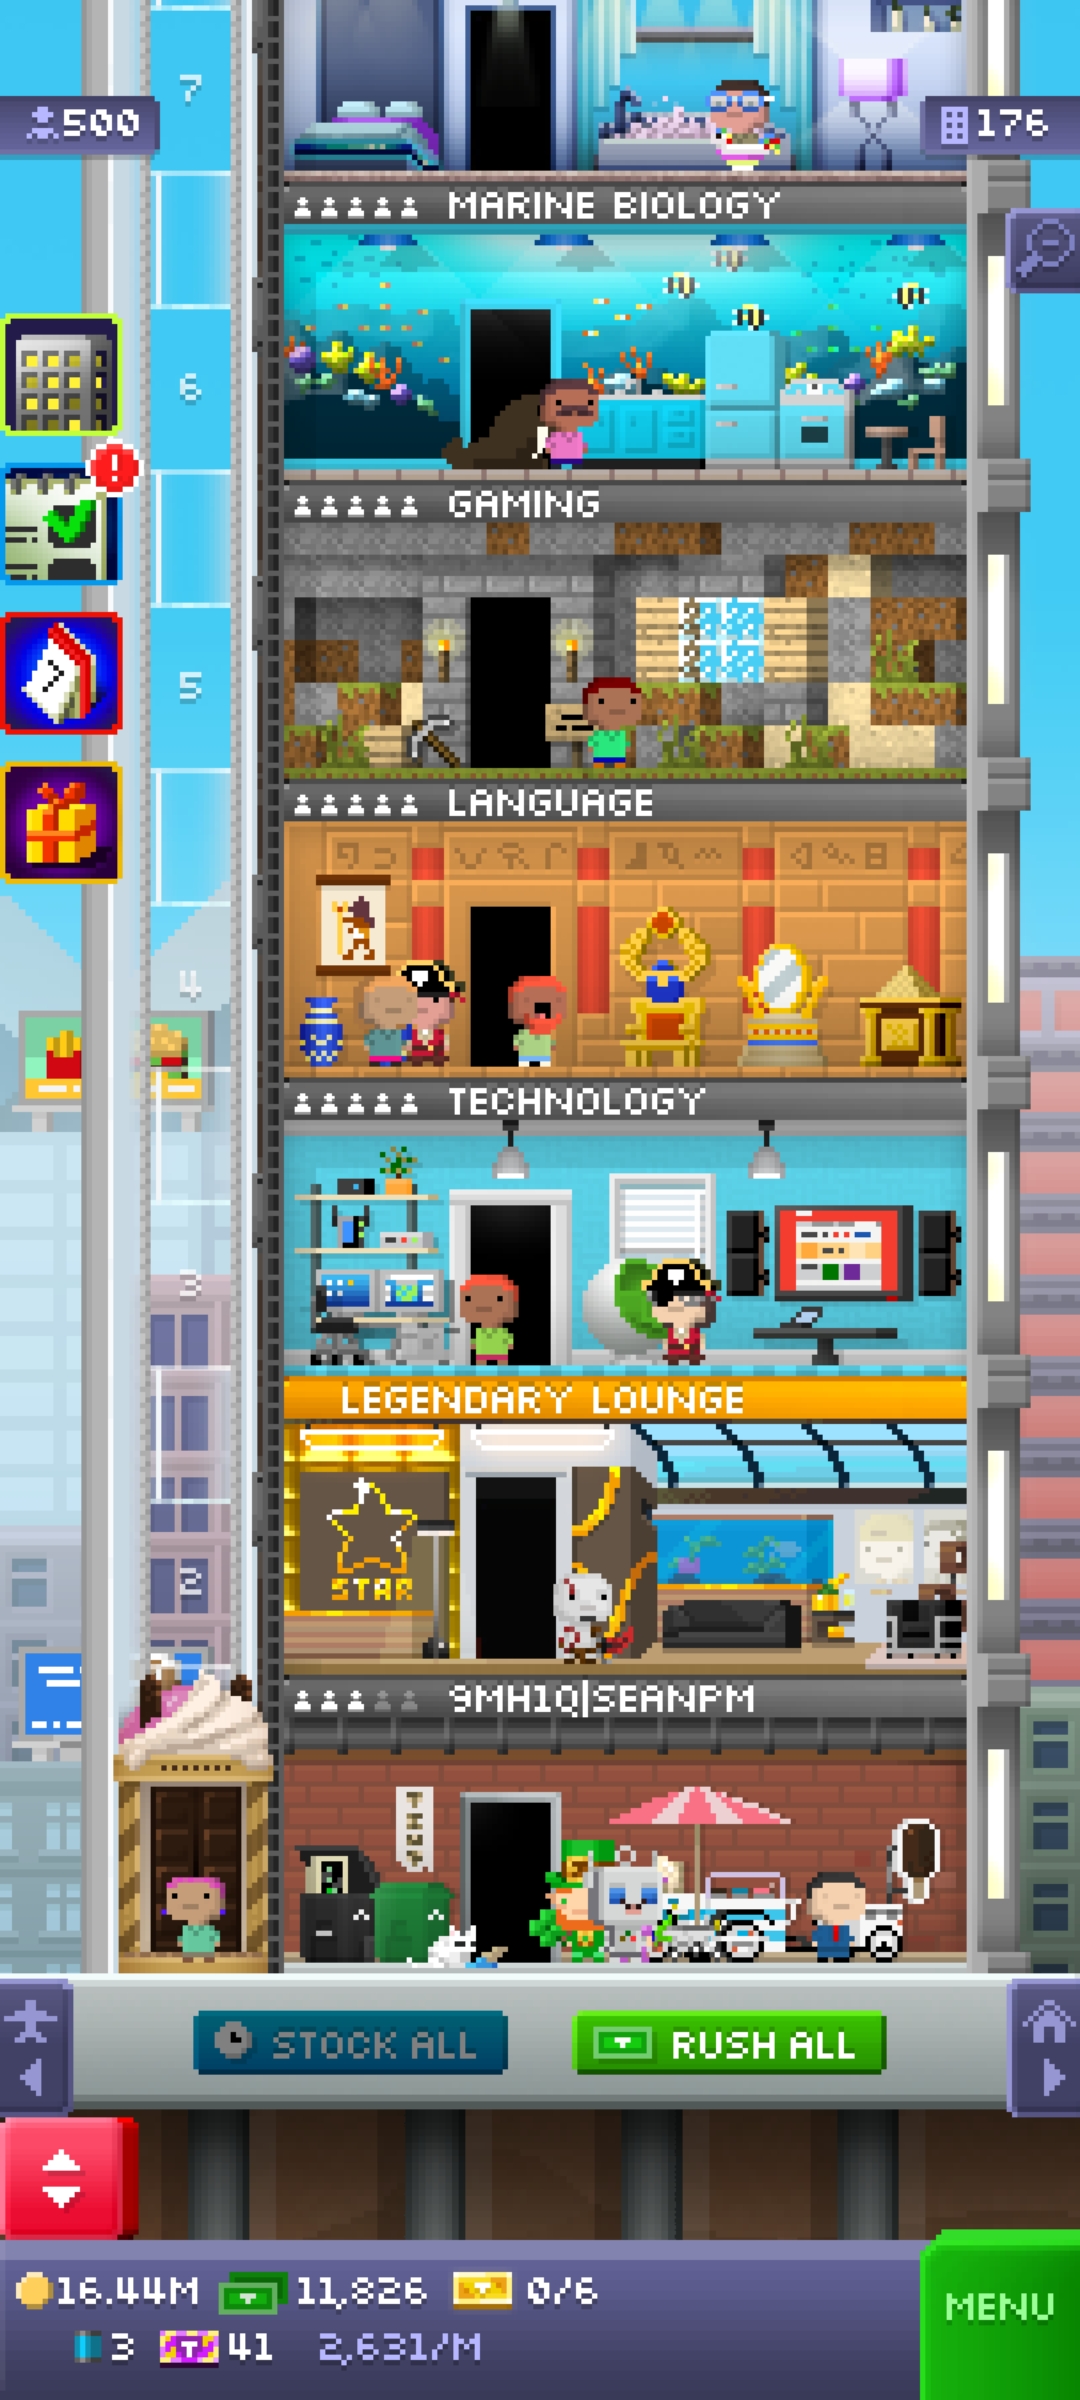 7
500
176
MARINE BIOLOGY
6
GAMING
5
LANGUAGE
4
TECHNOLOGY
3
LEGENDARY LOUNGE
STAR
2
9MH1Q|SEANPM
STOCK ALL
RUSH ALL
16.44M
11,826
0/6
MENU
3
41
2,631/M